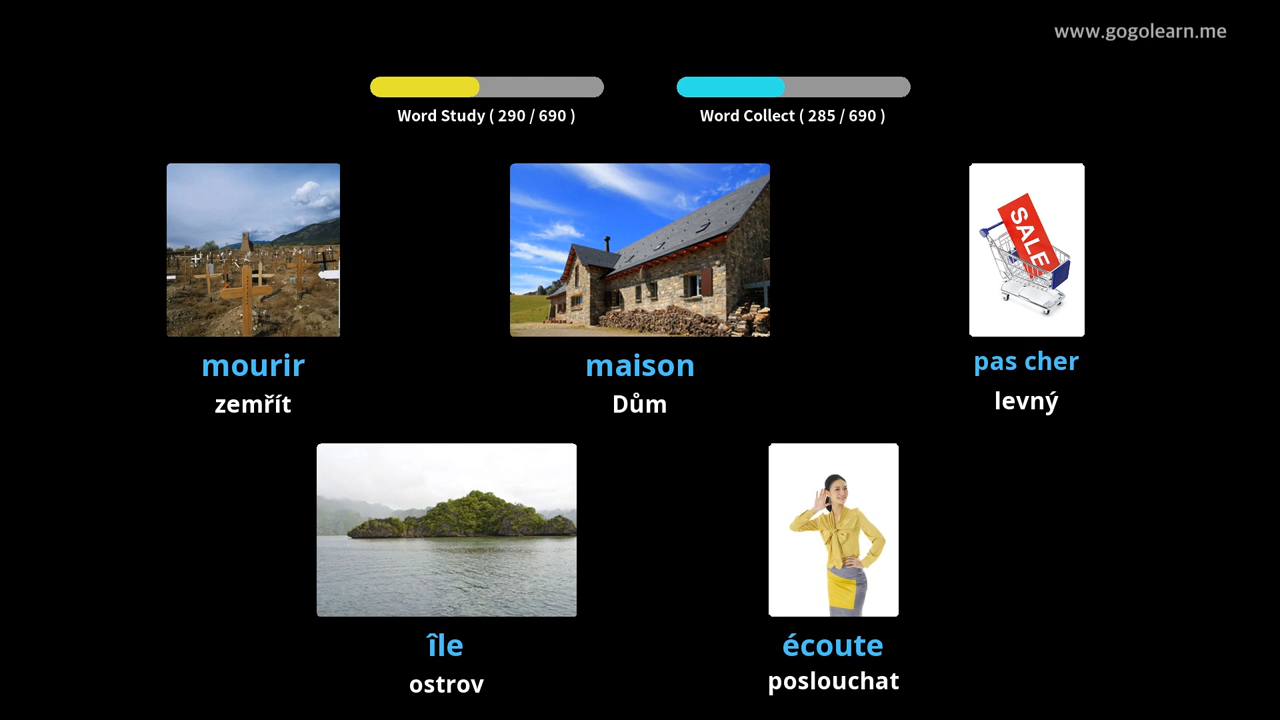 www.gogolearn.me
Word Study ( 290 / 690 )
Word Collect ( 285 / 690 )
SALE
mourir
zemřít
maison
Dům
pas cher
levný
île
ostrov
écoute
poslouchat